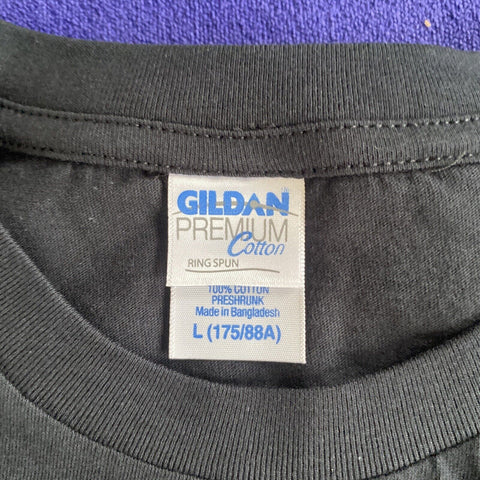 GILDAN
PREMIUM
Cotton
RING SPUN
100% COTTON
PRESHRUNK
Made in Bangladesh
L (175/88A)